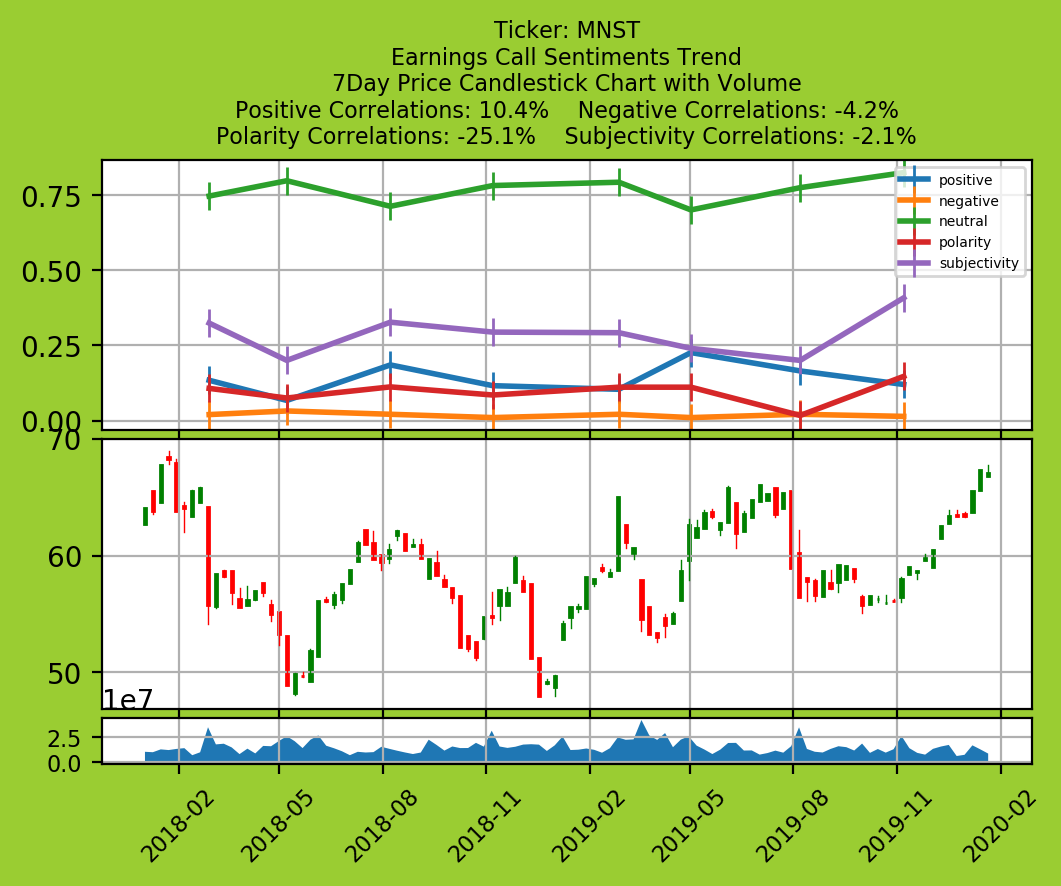 Ticker: MNST
Earnings Call Sentiments Trend
7Day Price Candlestick Chart with Volume
Positive Correlations: 10.4%    Negative Correlations: -4.2%
Polarity Correlations: -25.1%    Subjectivity Correlations: -2.1%
0.75
0.50
0.25
0.00
positive
negative
neutral
polarity
subjectivity
70
60
50
1e7
2.5
0.0
2018-02
2018-05
2018-08
2018-11
2019-02
2019-05
2019-08
2019-11
2020-02